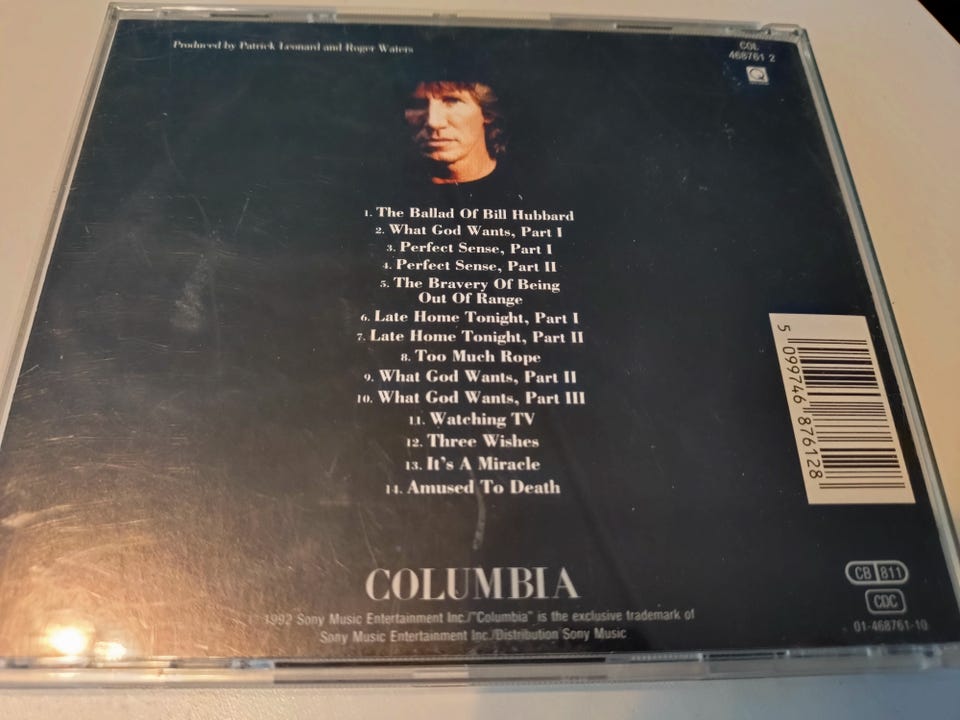 Produced by Patrick Leonard and Roger Waters
COL
468761 2
1. The Ballad Of Bill Hubbard
2. What God Wants, Part I
3. Perfect Sense, Part I
4. Perfect Sense, Part II
5. The Bravery Of Being
Out Of Range
6. Late Home Tonight, Part I
7. Late Home Tonight, Part II
8. Too Much Rope
9. What God Wants, Part II
10. What God Wants, Part III
11. Watching TV
12. Three Wishes
13. It's A Miracle
14. Amused To Death
5 099746 876128
COLUMBIA
1992 Sony Music Entertainment Inc./"Columbia" is the exclusive trademark of
Sony Music Entertainment Inc./Distribution Sony Music
CB 811
CDC
01-468761-10